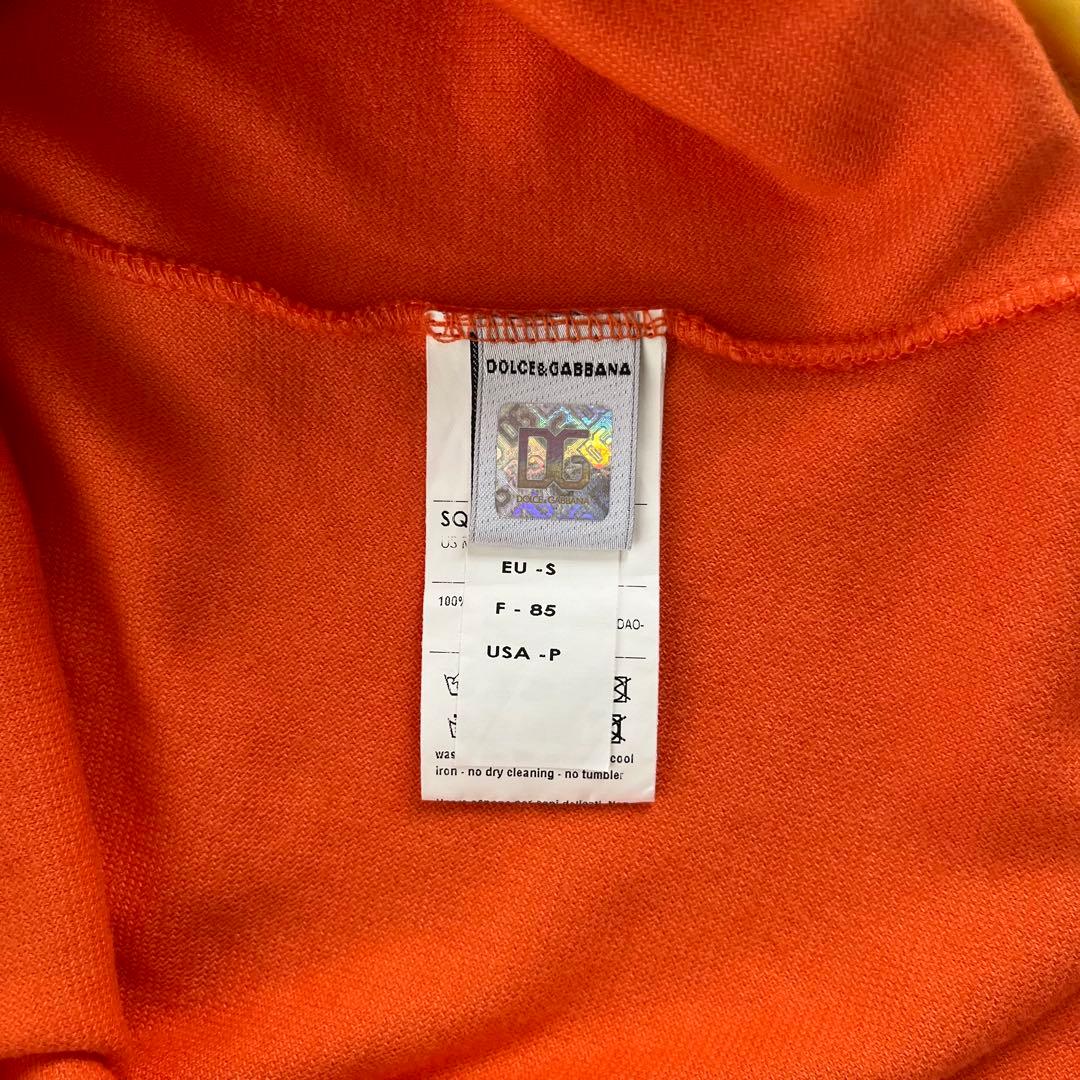 DOLCE&GABBANA
DG
DOLCE & GABBANA
SQ
US
EU -S
100%
F - 85
DAO-
USA -P
was
cool
iron - no dry cleaning - no tumbler